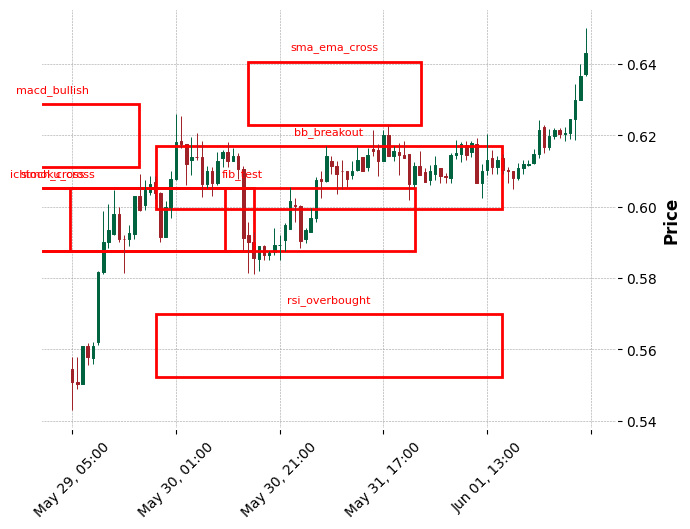 sma_ema_cross
0.64
macd_bullish
bb_breakout
0.62
fib_test
0.60
Price
0.58
rsi_overbought
0.56
0.54
May 29, 05:00
May 30, 01:00
May 30, 21:00
May 31, 17:00
Jun 01, 13:00